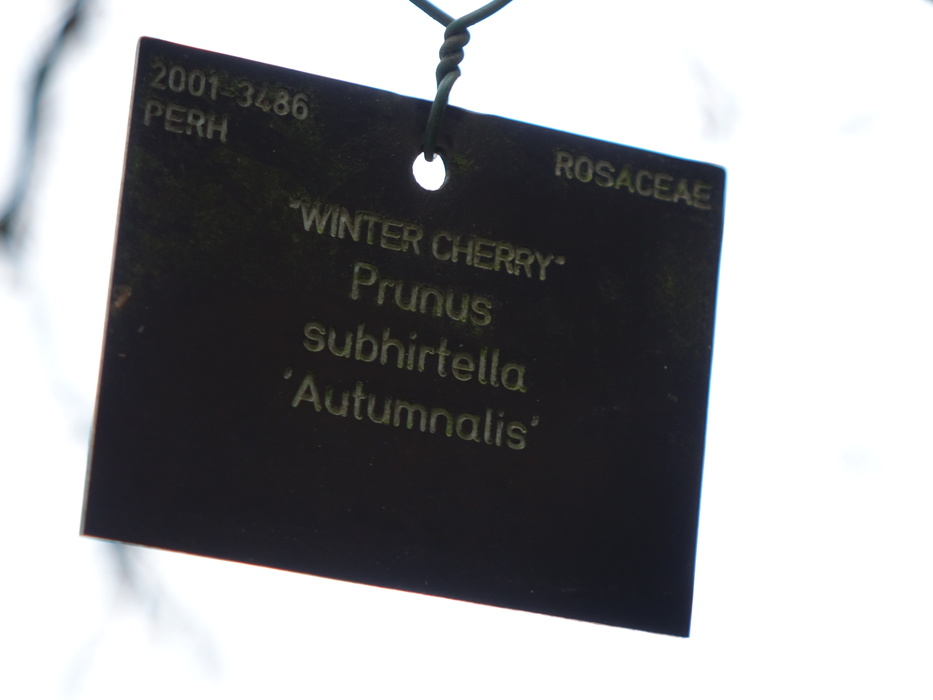 2001-3486
PERH
ROSACEAE
"WINTER CHERRY"
Prunus
subhirtella
'Autumnalis'